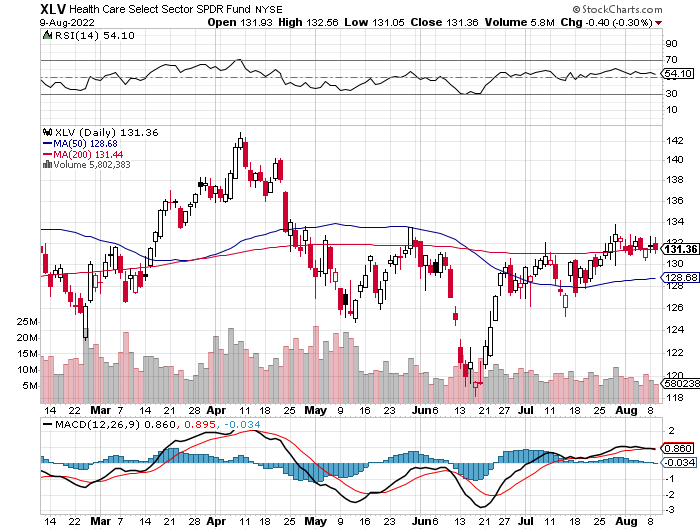 XLV Health Care Select Sector SPDR Fund NYSE © StockCharts.com
9-Aug-2022 Open 131.93 High 132.56 Low 131.05 Close 131.36 Volume 5.8M Chg -0.40 (-0.30%)
RSI(14) 54.10
90
70
54.10
50
30
10
XLV (Daily) 131.36
MA(50) 128.68
MA(200) 131.44
Volume 5,802,383
142
140
138
136
134
132
131.36
130
128.68
128
126
124
122
120
118
25M
20M
15M
10M
5M
580238
14 22 Mar 7 14 21 28 Apr 11 18 25 May 9 16 23 Jun 6 13 21 27 Jul 11 18 25 Aug 8
MACD(12,26,9) 0.860, 0.895, -0.034
2
1
0.860
-0.034
-1
-2
-3
14 22 Mar 7 14 21 28 Apr 11 18 25 May 9 16 23 Jun 6 13 21 27 Jul 11 18 25 Aug 8